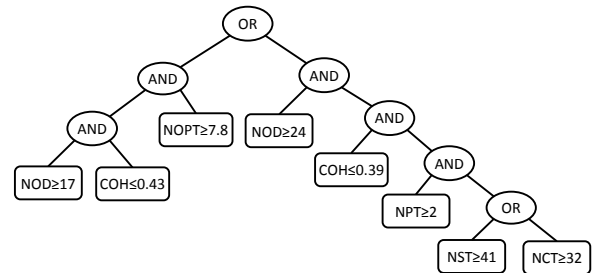 OR
AND
AND
AND
NOPT≥7.8
NOD≥24
AND
NOD≥17
COH≤0.43
COH≤0.39
AND
NPT≥2
OR
NST≥41
NCT≥32